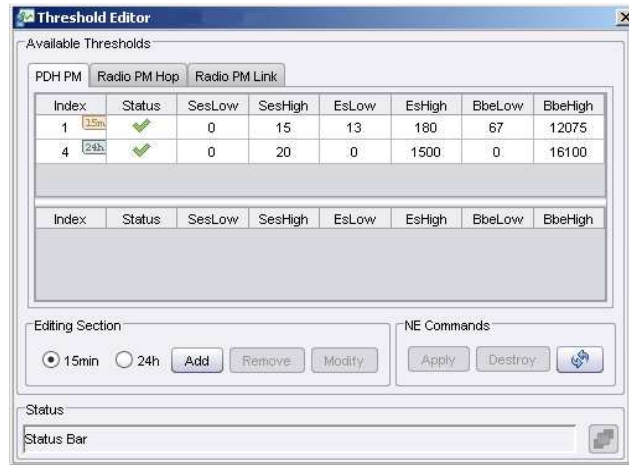 Threshold Editor
Available Thresholds
PDH PM Radio PM Hop Radio PM Link
Index Status SesLow SesHigh EsLow EsHigh BbeLow BbeHigh
1 15m 0 15 13 180 67 12075
4 24h 0 20 0 1500 0 16100
Index Status SesLow SesHigh EsLow EsHigh BbeLow BbeHigh
Editing Section NE Commands
15min 24h Add Remove Modify Apply Destroy
Status
Status Bar